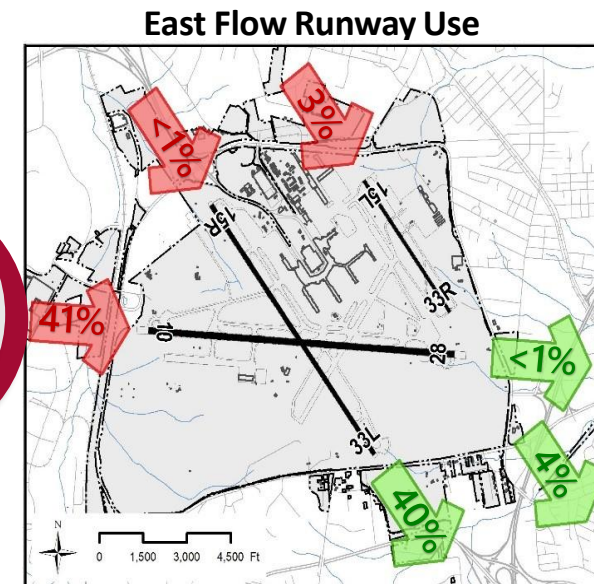 East Flow Runway Use
<1%
3%
15R
15L
33R
41%
10
28
<1%
33L
40%
4%
N
0 1,500 3,000 4,500 Ft